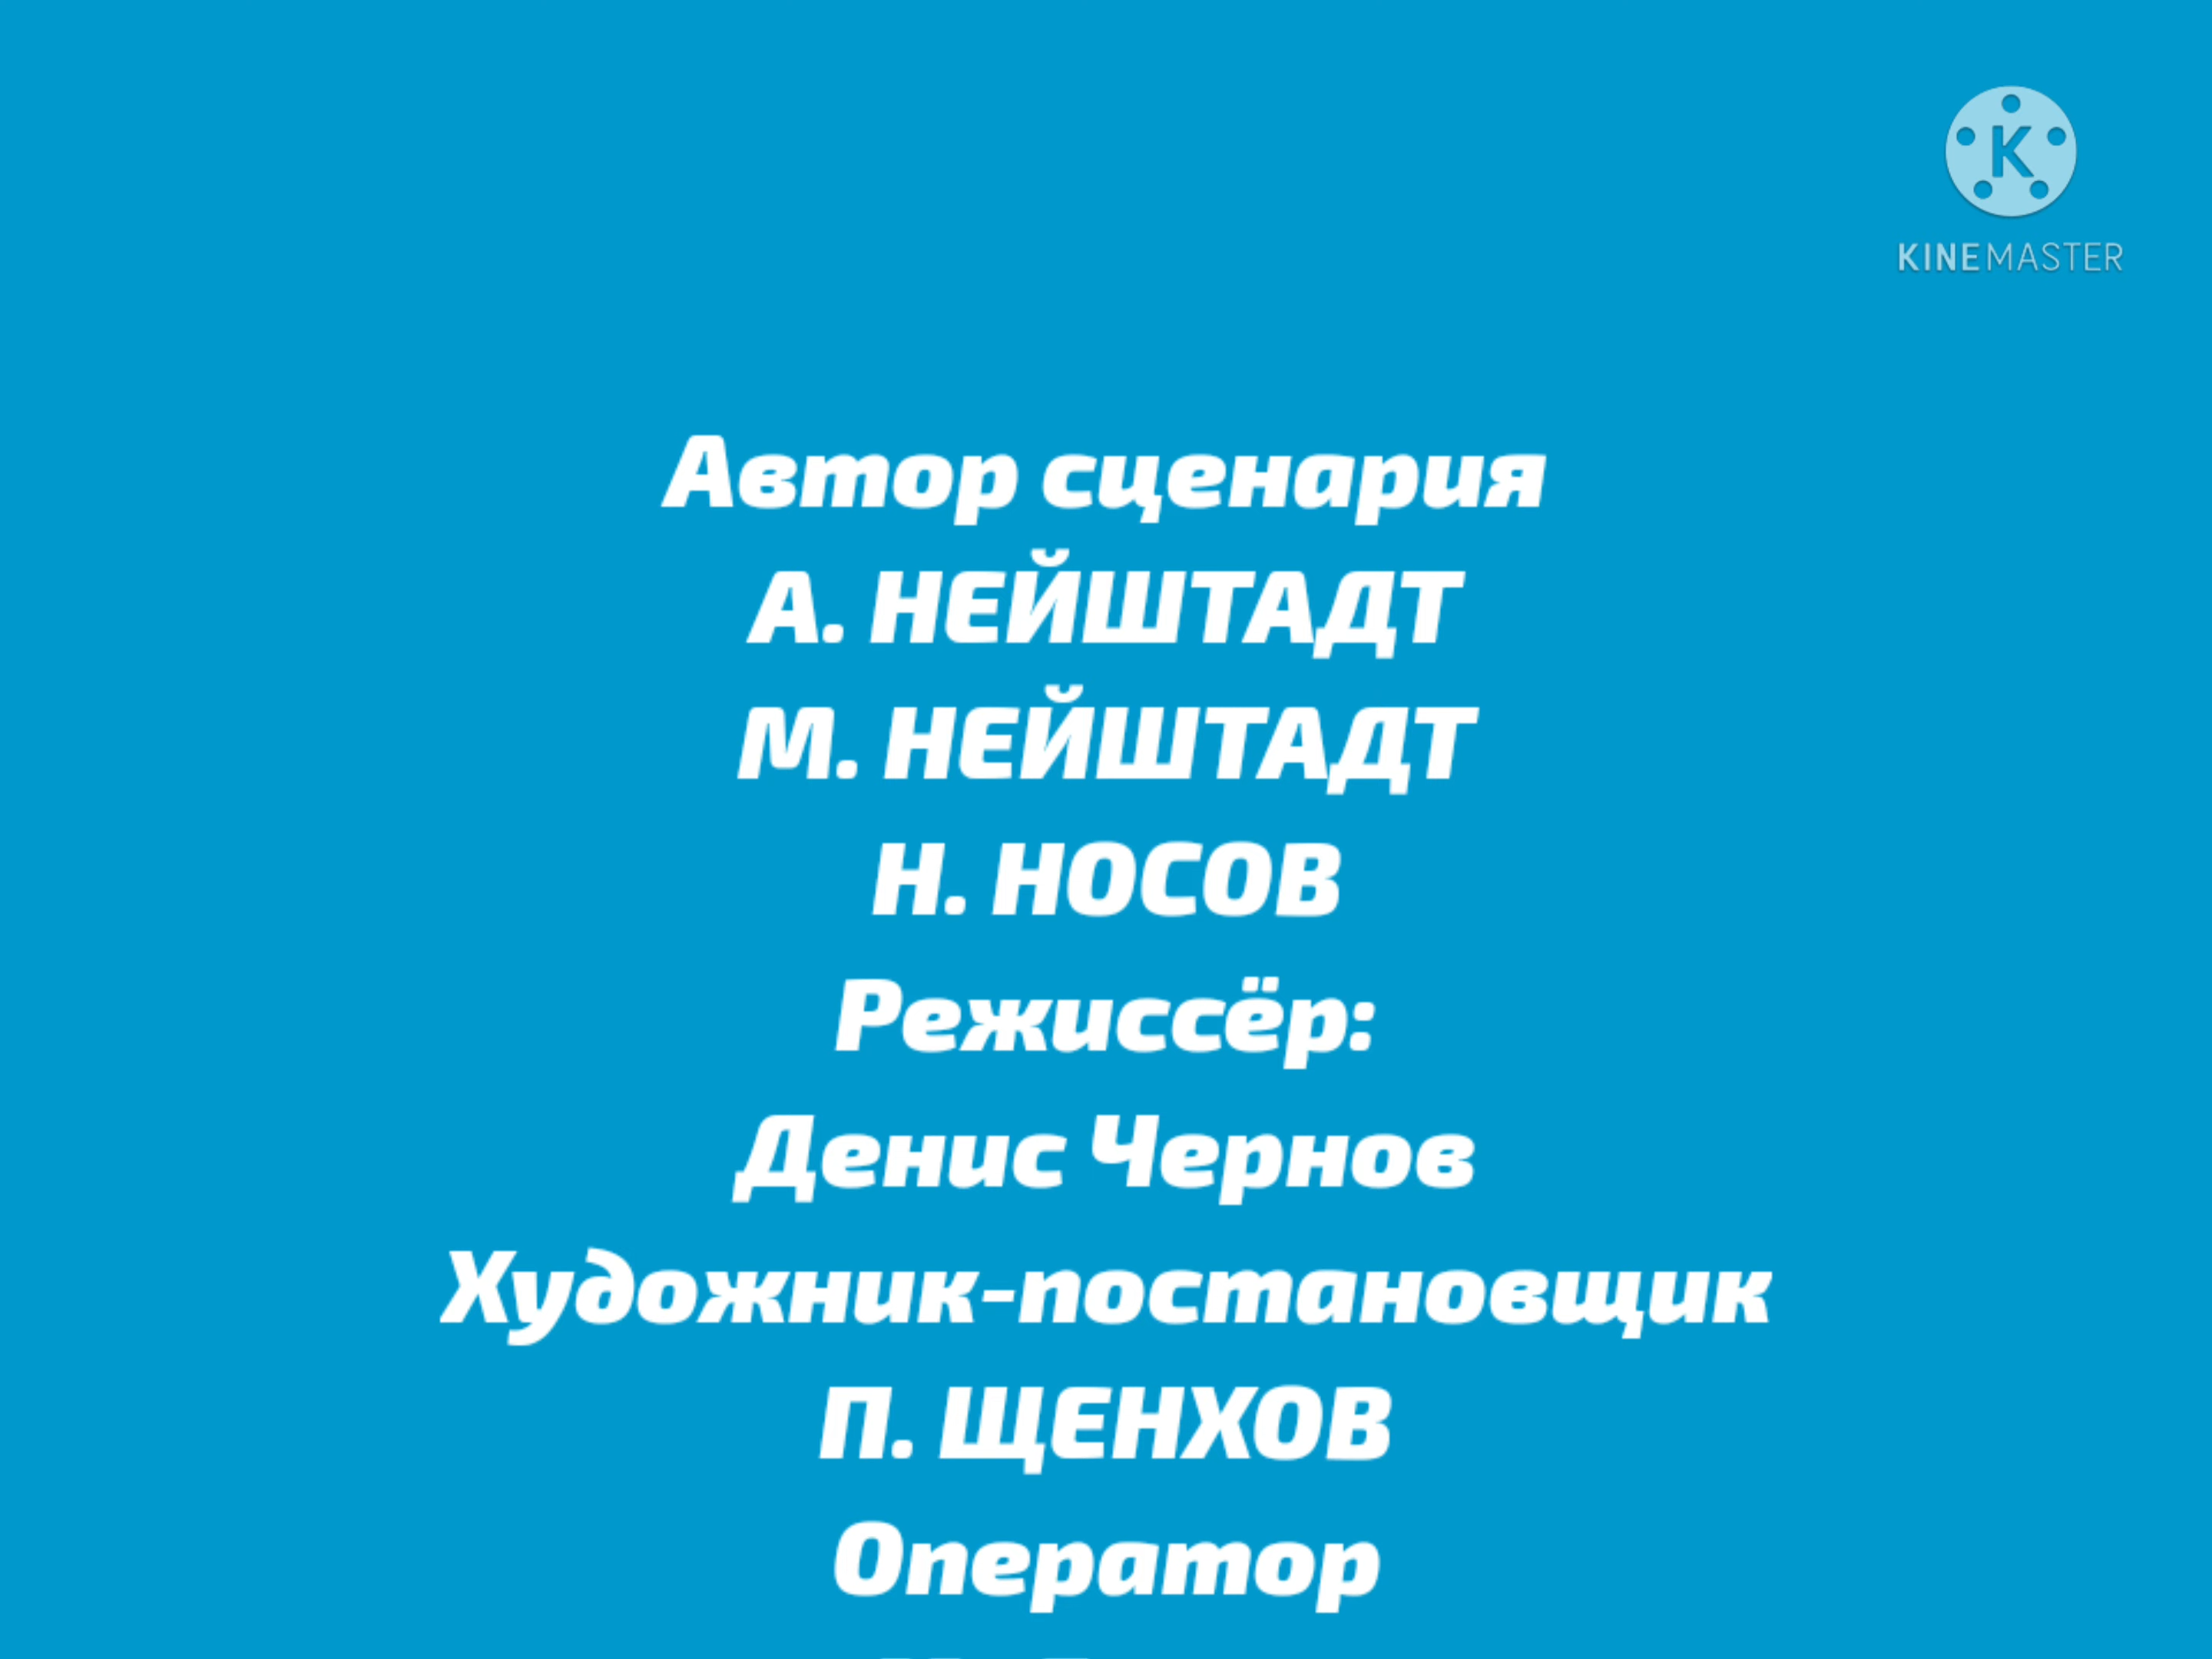 KINEMASTER
Автор сценария
А. НЕЙШТАДТ
М. НЕЙШТАДТ
Н. НОСОВ
Режиссёр:
Денис Чернов
Художник-постановщик
П. ЩЕНХОВ
Оператор